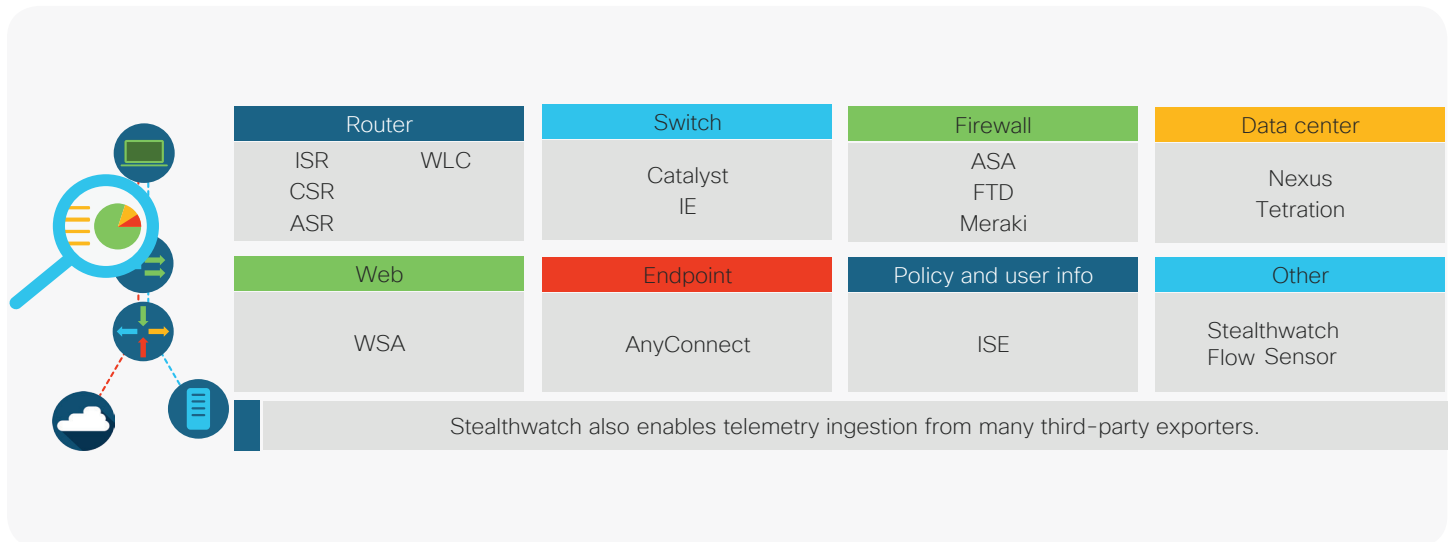 Router
ISR WLC
CSR
ASR
Switch
Catalyst
IE
Firewall
ASA
FTD
Meraki
Data center
Nexus
Tetration
Web
WSA
Endpoint
AnyConnect
Policy and user info
ISE
Other
Stealthwatch
Flow Sensor
Stealthwatch also enables telemetry ingestion from many third-party exporters.